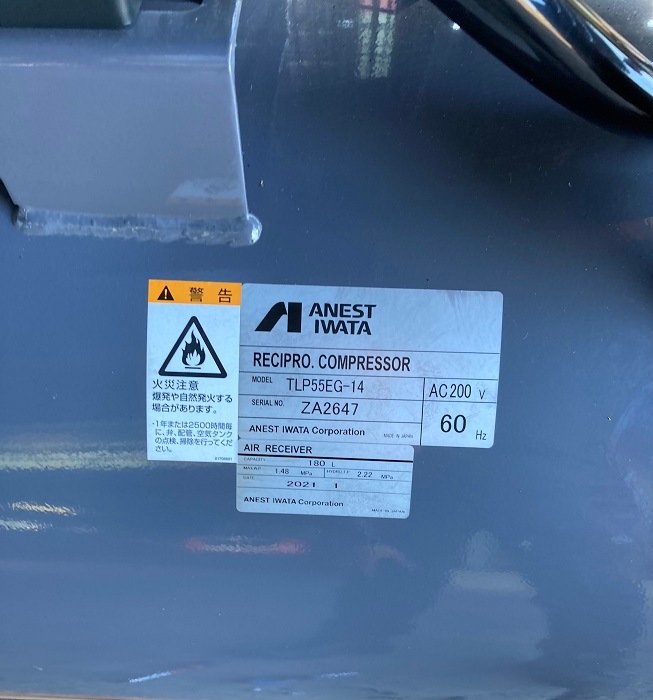 警告
火災注意
爆発や自然発火する
場合があります。
・1年または2500時間毎
に、弁、配管、空気タンク
の点検、掃除を行ってくだ
さい。
ANEST
IWATA
RECIPRO. COMPRESSOR
MODEL TLP55EG-14
AC200 V
SERIAL NO. ZA2647
60 Hz
ANEST IWATA Corporation MADE IN JAPAN
AIR RECEIVER
CAPACITY 180 L
MAX.W.P. 1.48 MPa HYDRO.T.P. 2.22 MPa
DATE 2021 1
ANEST IWATA Corporation
MADE IN JAPAN